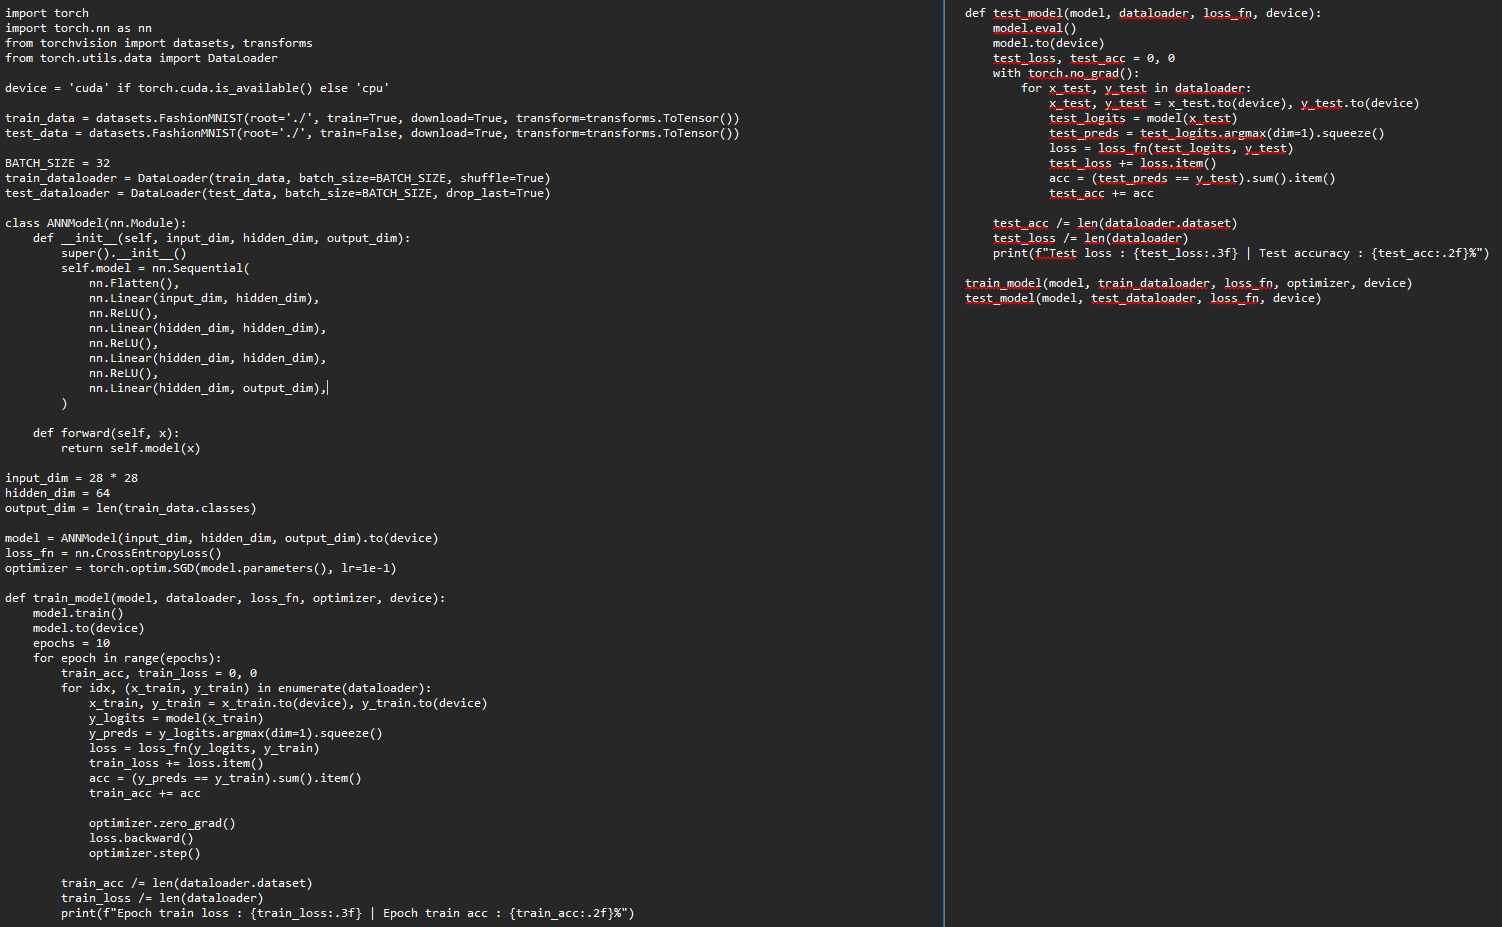 import torch
import torch.nn as nn
from torchvision import datasets, transforms
from torch.utils.data import DataLoader

device = 'cuda' if torch.cuda.is_available() else 'cpu'

train_data = datasets.FashionMNIST(root='./', train=True, download=True, transform=transforms.ToTensor())
test_data = datasets.FashionMNIST(root='./', train=False, download=True, transform=transforms.ToTensor())

BATCH_SIZE = 32
train_dataloader = DataLoader(train_data, batch_size=BATCH_SIZE, shuffle=True)
test_dataloader = DataLoader(test_data, batch_size=BATCH_SIZE, drop_last=True)

class ANNModel(nn.Module):
    def __init__(self, input_dim, hidden_dim, output_dim):
        super().__init__()
        self.model = nn.Sequential(
            nn.Flatten(),
            nn.Linear(input_dim, hidden_dim),
            nn.ReLU(),
            nn.Linear(hidden_dim, hidden_dim),
            nn.ReLU(),
            nn.Linear(hidden_dim, hidden_dim),
            nn.ReLU(),
            nn.Linear(hidden_dim, output_dim),
        )

    def forward(self, x):
        return self.model(x)

input_dim = 28 * 28
hidden_dim = 64
output_dim = len(train_data.classes)

model = ANNModel(input_dim, hidden_dim, output_dim).to(device)
loss_fn = nn.CrossEntropyLoss()
optimizer = torch.optim.SGD(model.parameters(), lr=1e-1)

def train_model(model, dataloader, loss_fn, optimizer, device):
    model.train()
    model.to(device)
    epochs = 10
    for epoch in range(epochs):
        train_acc, train_loss = 0, 0
        for idx, (x_train, y_train) in enumerate(dataloader):
            x_train, y_train = x_train.to(device), y_train.to(device)
            y_logits = model(x_train)
            y_preds = y_logits.argmax(dim=1).squeeze()
            loss = loss_fn(y_logits, y_train)
            train_loss += loss.item()
            acc = (y_preds == y_train).sum().item()
            train_acc += acc

            optimizer.zero_grad()
            loss.backward()
            optimizer.step()

        train_acc /= len(dataloader.dataset)
        train_loss /= len(dataloader)
        print(f"Epoch train loss : {train_loss:.3f} | Epoch train acc : {train_acc:.2f}%")

def test_model(model, dataloader, loss_fn, device):
    model.eval()
    model.to(device)
    test_loss, test_acc = 0, 0
    with torch.no_grad():
        for x_test, y_test in dataloader:
            x_test, y_test = x_test.to(device), y_test.to(device)
            test_logits = model(x_test)
            test_preds = test_logits.argmax(dim=1).squeeze()
            loss = loss_fn(test_logits, y_test)
            test_loss += loss.item()
            acc = (test_preds == y_test).sum().item()
            test_acc += acc

    test_acc /= len(dataloader.dataset)
    test_loss /= len(dataloader)
    print(f"Test loss : {test_loss:.3f} | Test accuracy : {test_acc:.2f}%")

train_model(model, train_dataloader, loss_fn, optimizer, device)
test_model(model, test_dataloader, loss_fn, device)